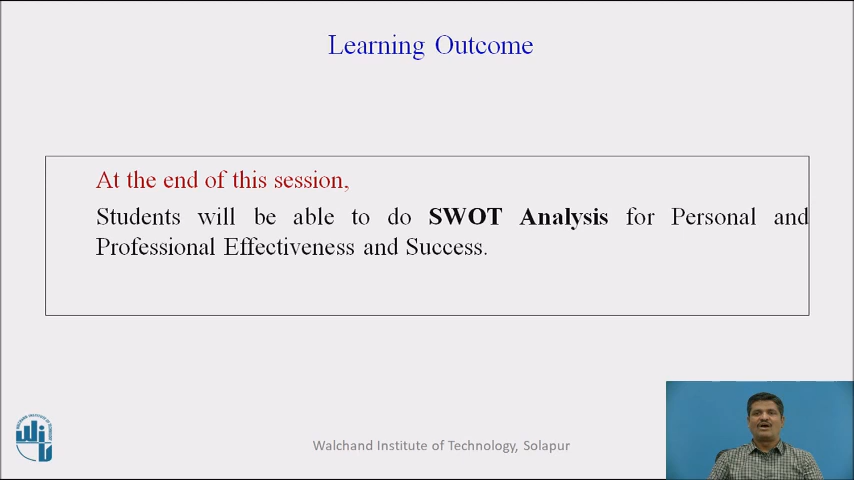 Learning Outcome
At the end of this session,
Students will be able to do SWOT Analysis for Personal and
Professional Effectiveness and Success.
Walchand Institute of Technology, Solapur